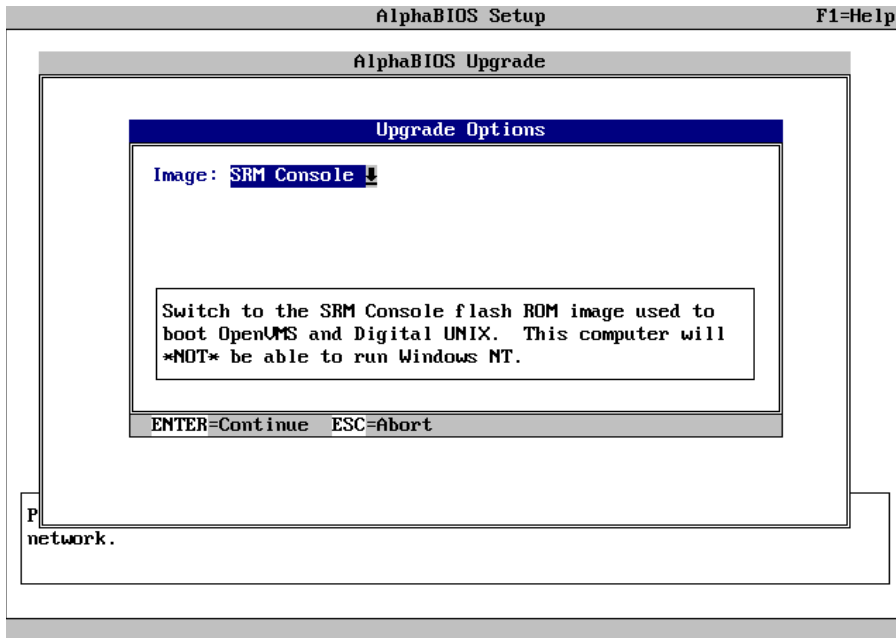 AlphaBIOS Setup F1=Help
AlphaBIOS Upgrade
Upgrade Options
Image: SRM Console
Switch to the SRM Console flash ROM image used to
boot OpenVMS and Digital UNIX. This computer will
*NOT* be able to run Windows NT.
ENTER=Continue ESC=Abort
P
network.